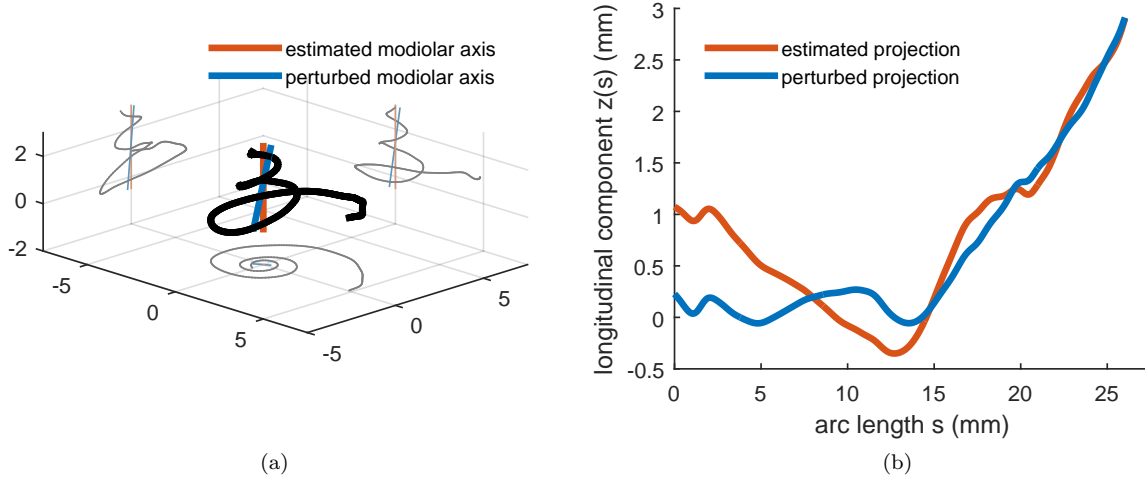 estimated modiolar axis
perturbed modiolar axis
2
0
-2
-5
0
5
-5
0
5
(a)
longitudinal component z(s) (mm)
3
2.5
2
1.5
1
0.5
0
-0.5
estimated projection
perturbed projection
0 5 10 15 20 25
arc length s (mm)
(b)